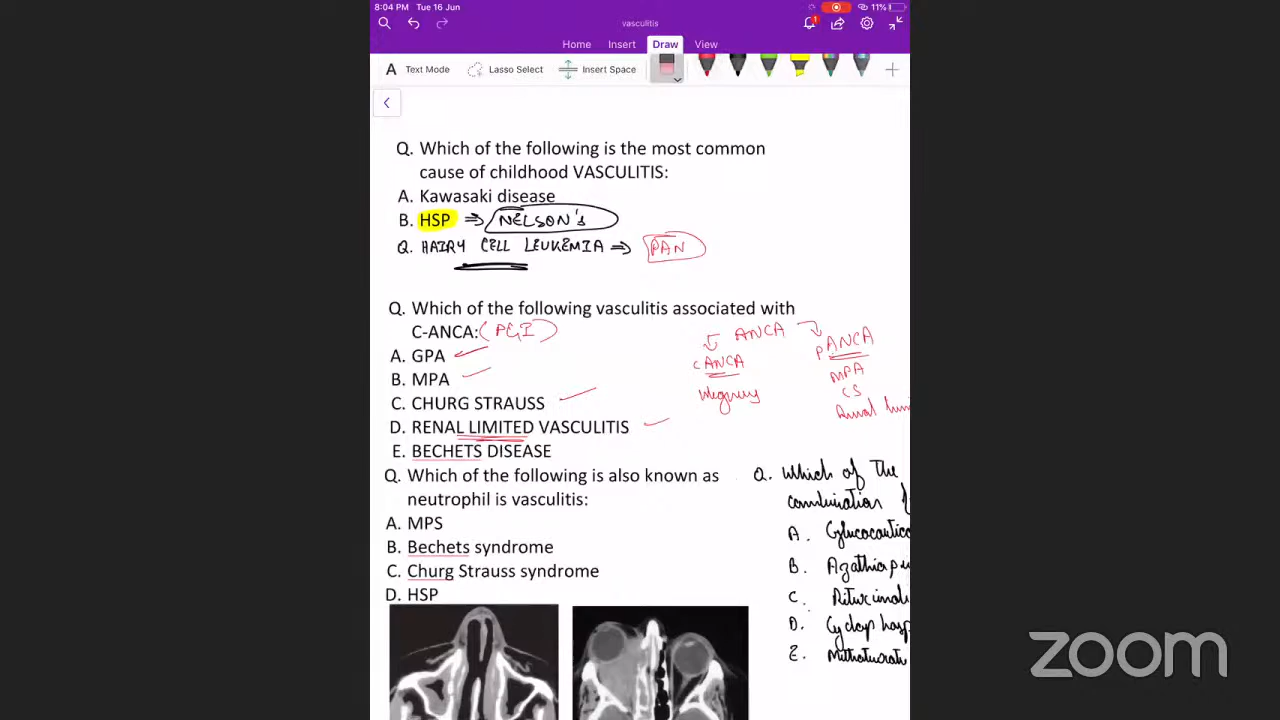 8:04 PM Tue 16 Jun
11%
vasculitis
Home Insert Draw View
A Text Mode Lasso Select Insert Space
Q. Which of the following is the most common
cause of childhood VASCULITIS:
A. Kawasaki disease
B. HSP ⇒ NELSON's
Q. HAIRY CELL LEUKEMIA ⇒ PAN
Q. Which of the following vasculitis associated with
C-ANCA: (PGI)
A. GPA
B. MPA
C. CHURG STRAUSS
D. RENAL LIMITED VASCULITIS
E. BECHETS DISEASE
ANCA
cANCA
pANCA
MPA
CS
Q. Which of the following is also known as
neutrophil is vasculitis:
A. MPS
B. Bechets syndrome
C. Churg Strauss syndrome
D. HSP
Q. Which of the
combination
A.
B.
C.
D.
E.
zoom